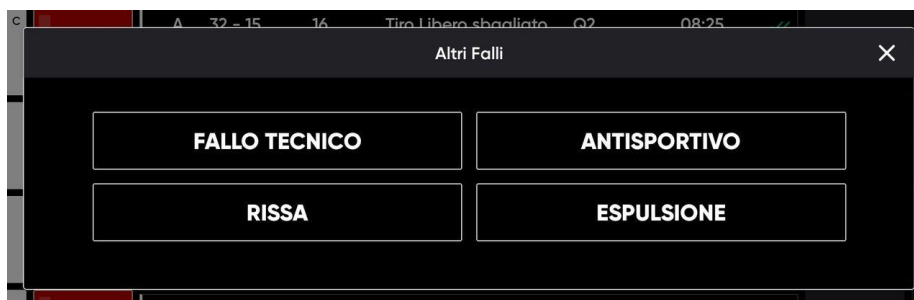 C
A 32 - 15 16 Tiro Libero sbagliato Q2 08:25
Altri Falli
FALLO TECNICO ANTISPORTIVO
RISSA ESPULSIONE